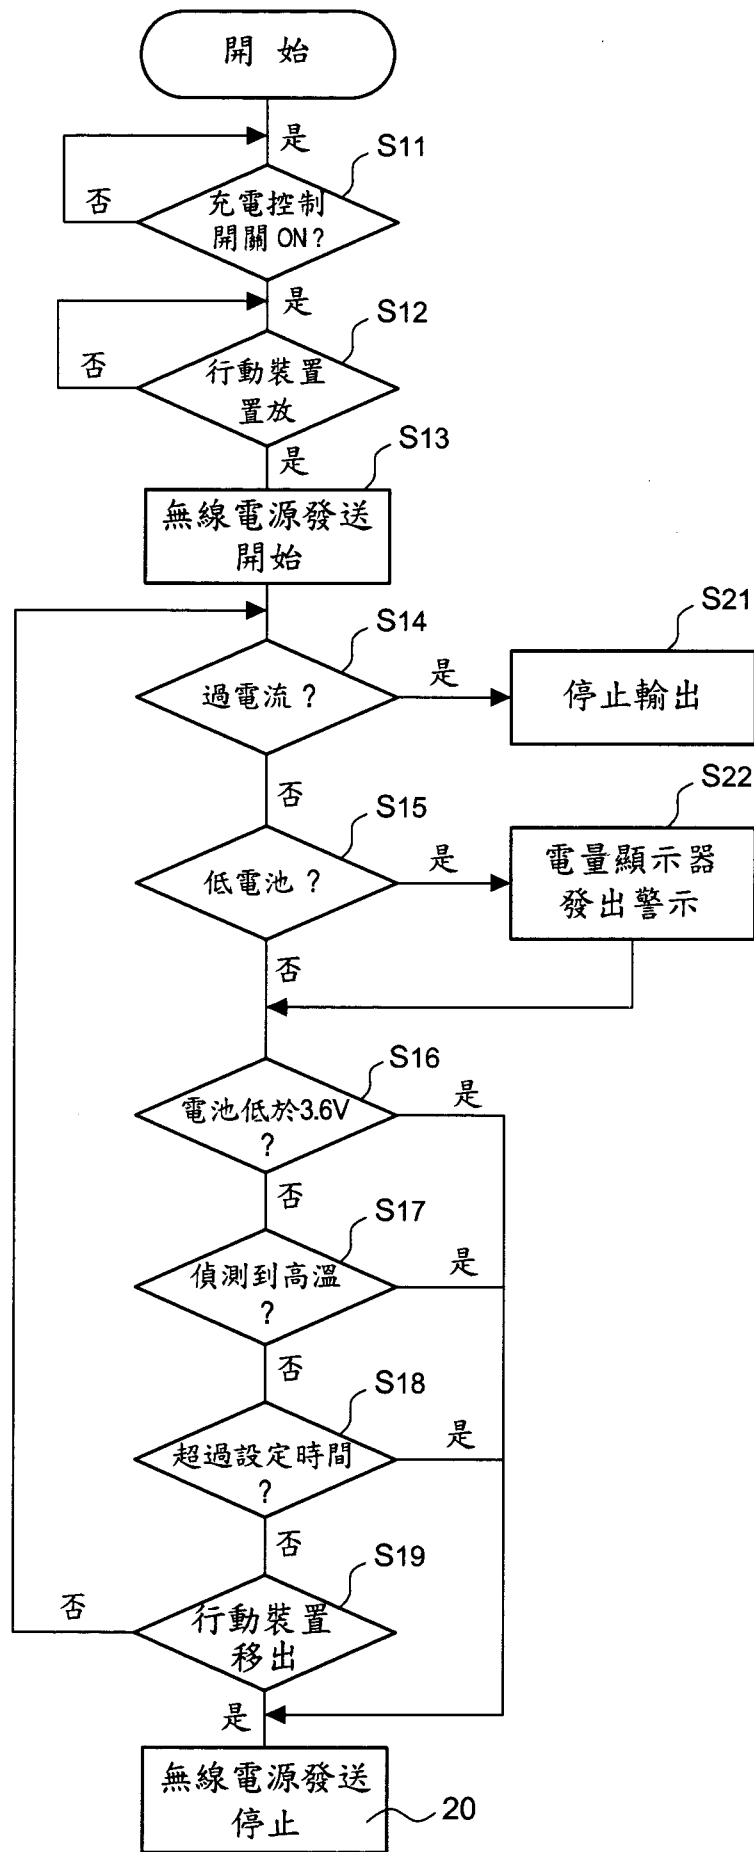 開 始
是
S11
否
充電控制
開關 ON?
是
S12
否
行動裝置
置放
是
S13
無線電源發送
開始
S14
過電流?
是
S21
停止輸出
否
S15
低電池?
是
S22
電量顯示器
發出警示
否
S16
電池低於3.6V
?
是
否
S17
偵測到高溫
?
是
否
S18
超過設定時間
?
是
否
S19
否
行動裝置
移出
是
無線電源發送
停止
20